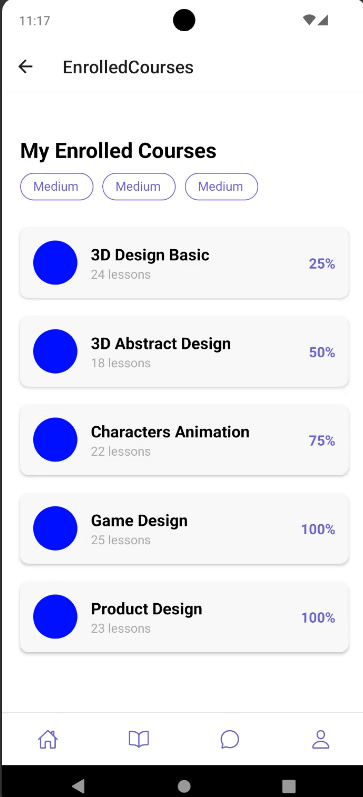 11:17
EnrolledCourses
My Enrolled Courses
Medium Medium Medium
3D Design Basic
24 lessons
25%
3D Abstract Design
18 lessons
50%
Characters Animation
22 lessons
75%
Game Design
25 lessons
100%
Product Design
23 lessons
100%